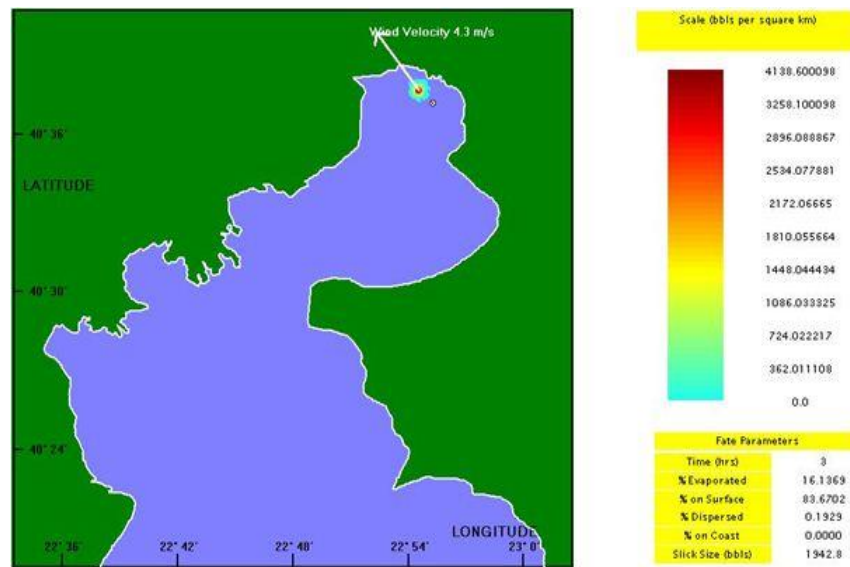 Wind Velocity 4.3 m/s
LATITUDE
40° 36'
40° 30'
40° 24'
LONGITUDE
22° 36' 22° 42' 22° 48' 22° 54' 23° 0'
Scale (bbls per square km)
4138.600098
3258.100098
2896.088867
2534.077881
2172.06665
1810.055664
1448.044434
1086.033325
724.022217
362.011108
0.0
Fate Parameters
Time (hrs) 3
% Evaporated 16.1369
% on Surface 83.6702
% Dispersed 0.1929
% on Coast 0.0000
Slick Size (bbls) 1942.8